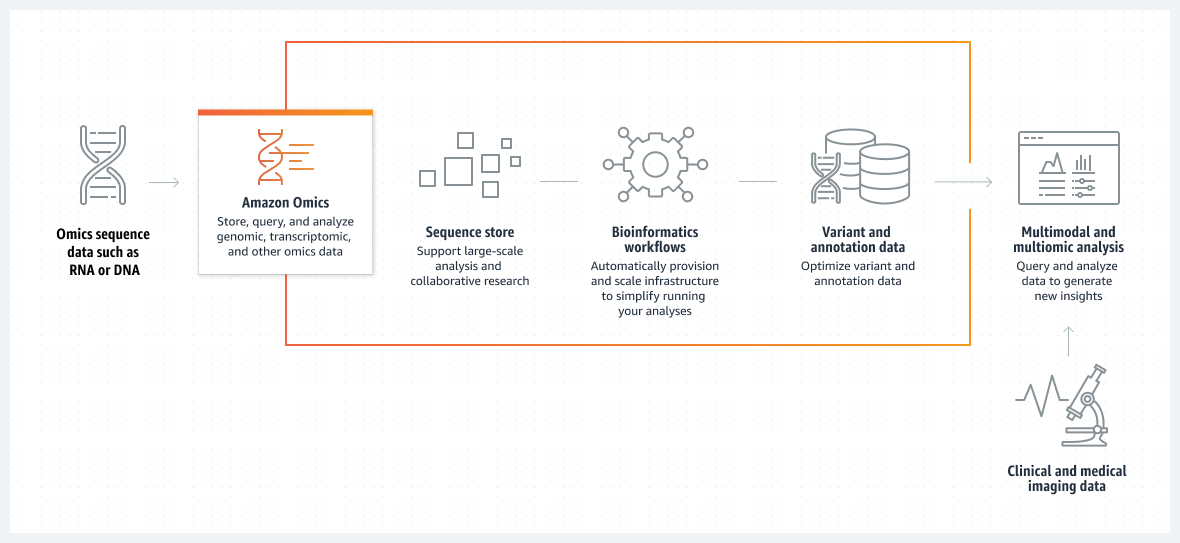 Omics sequence
data such as
RNA or DNA
Amazon Omics
Store, query, and analyze
genomic, transcriptomic,
and other omics data
Sequence store
Support large-scale
analysis and
collaborative research
Bioinformatics
workflows
Automatically provision
and scale infrastructure
to simplify running
your analyses
Variant and
annotation data
Optimize variant and
annotation data
Multimodal and
multiomic analysis
Query and analyze
data to generate
new insights
Clinical and medical
imaging data